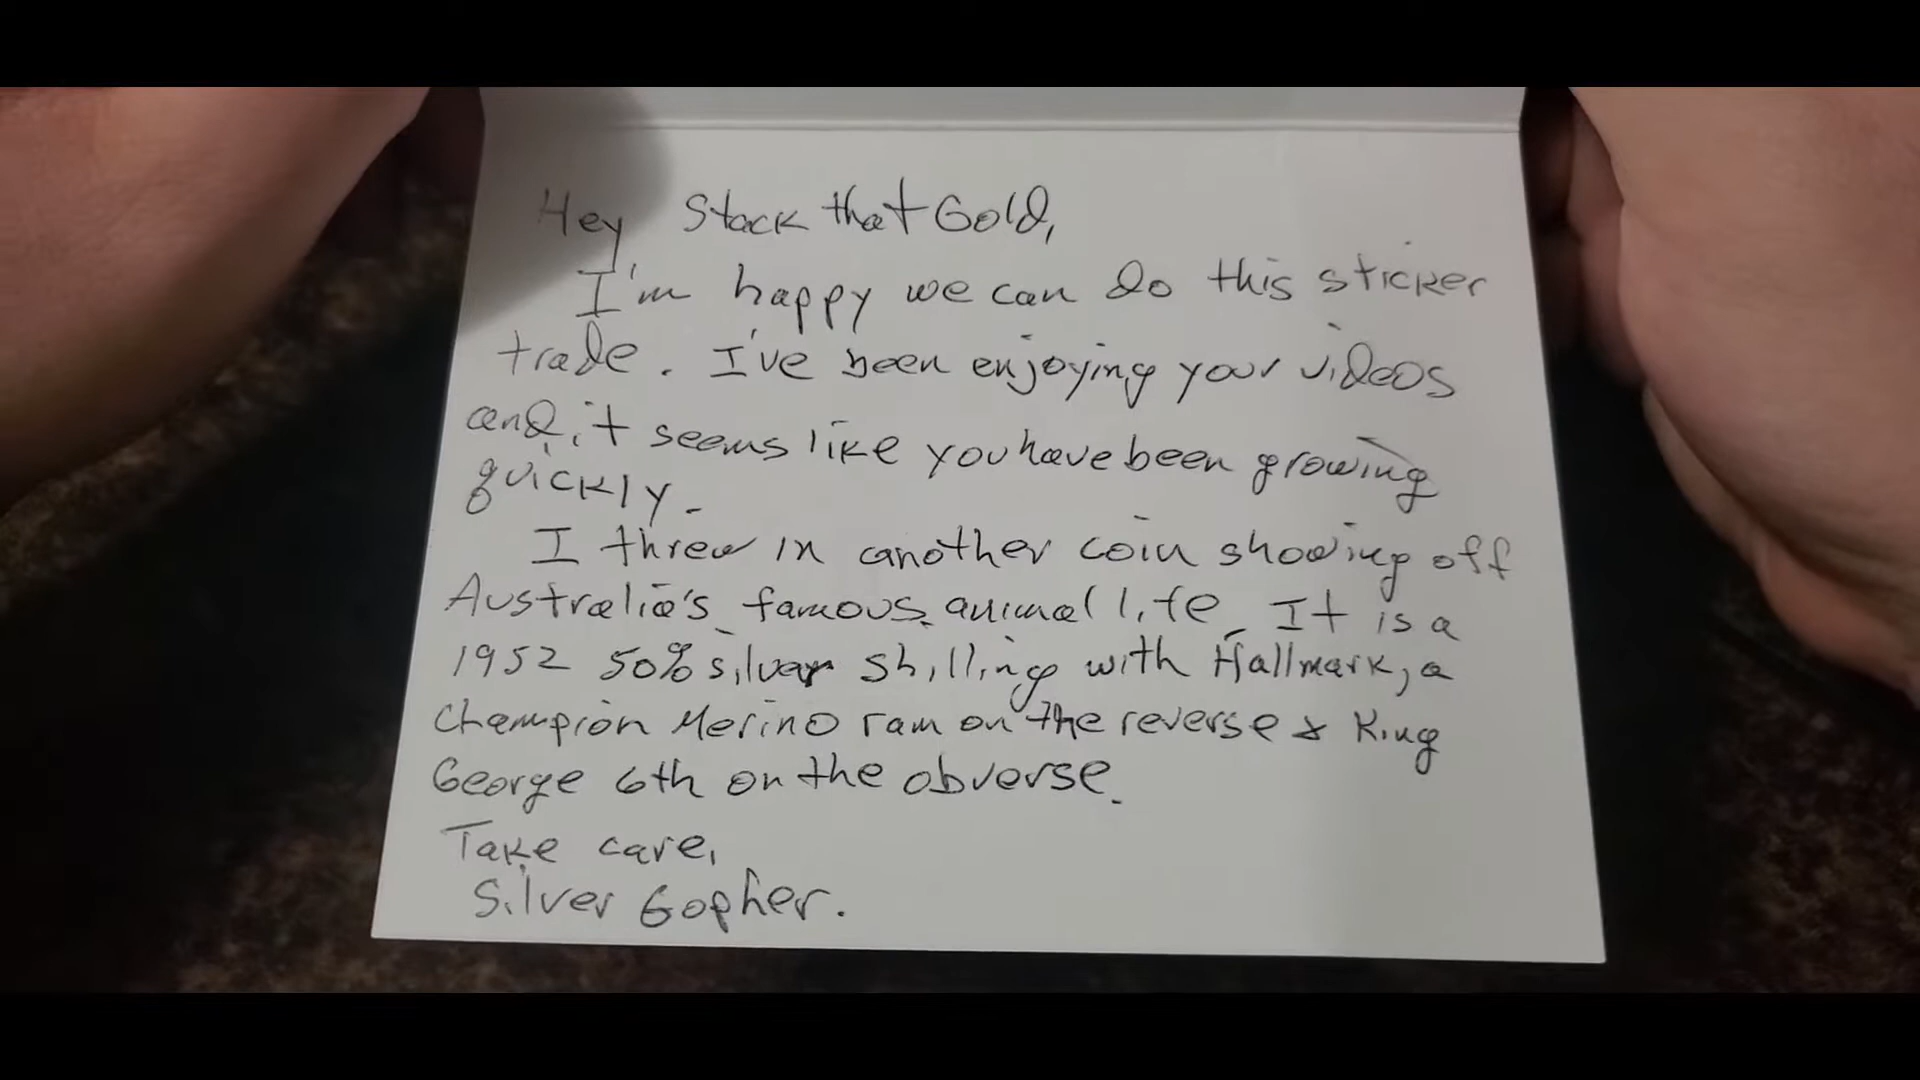 Hey Stack that Gold,
I'm happy we can do this sticker
trade. I've been enjoying your videos
and it seems like you have been growing
quickly.
I threw in another coin showing off
Australia's famous animal life. It is a
1952 50% silver shilling with Hallmark, a
Champion Merino ram on the reverse & King
George 6th on the obverse.
Take care,
Silver Gopher.